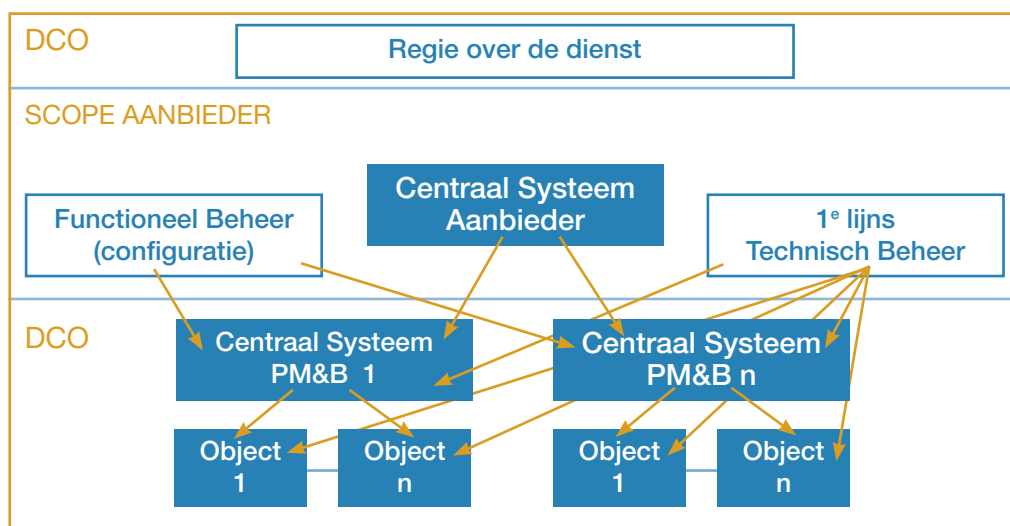 DCO
Regie over de dienst
SCOPE AANBIEDER
Centraal Systeem
Aanbieder
Functioneel Beheer
(configuratie)
1e lijns
Technisch Beheer
DCO
Centraal Systeem
PM&B 1
Centraal Systeem
PM&B n
Object
1
Object
n
Object
1
Object
n